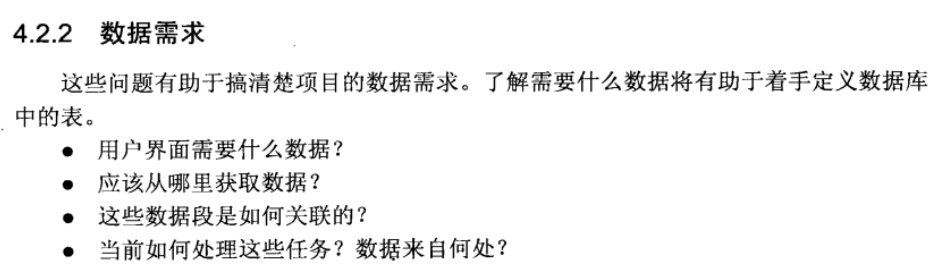 4.2.2 数据需求
这些问题有助于搞清楚项目的数据需求。了解需要什么数据将有助于着手定义数据库
中的表。
● 用户界面需要什么数据？
● 应该从哪里获取数据？
● 这些数据段是如何关联的？
● 当前如何处理这些任务？数据来自何处？